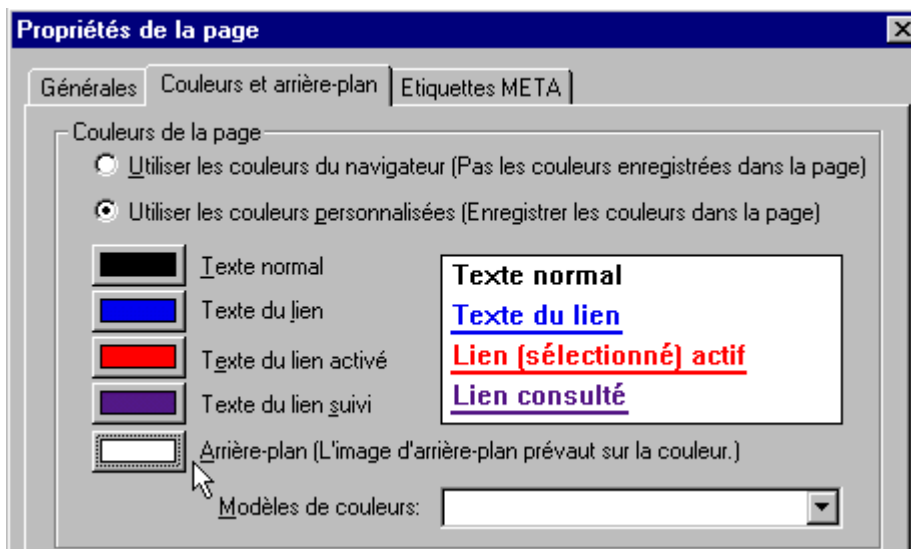 Propriétés de la page
Générales Couleurs et arrière-plan Etiquettes META
Couleurs de la page
Utiliser les couleurs du navigateur (Pas les couleurs enregistrées dans la page)
Utiliser les couleurs personnalisées (Enregistrer les couleurs dans la page)
Texte normal
Texte du lien
Texte du lien activé
Texte du lien suivi
Texte normal
Texte du lien
Lien (sélectionné) actif
Lien consulté
Arrière-plan (L'image d'arrière-plan prévaut sur la couleur.)
Modèles de couleurs: